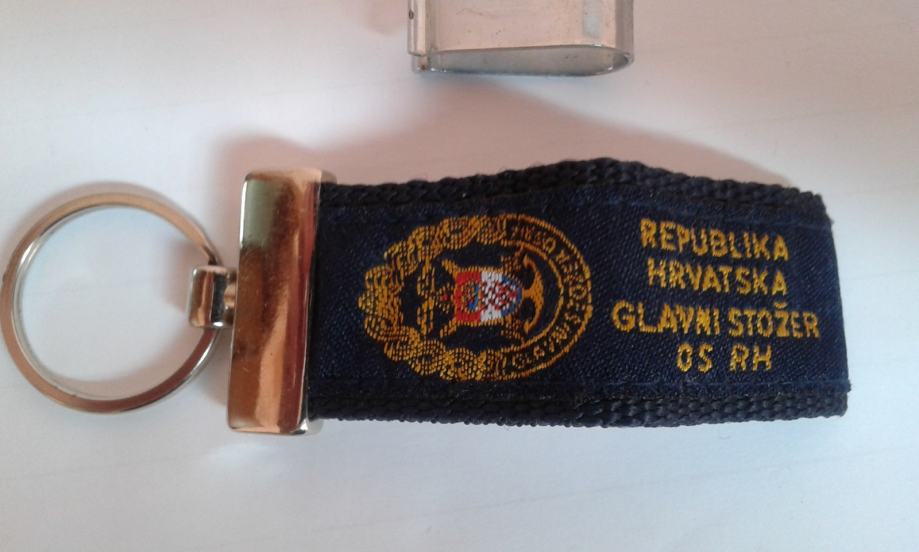 REPUBLIKA
HRVATSKA
GLAVNI STOŽER
OS RH